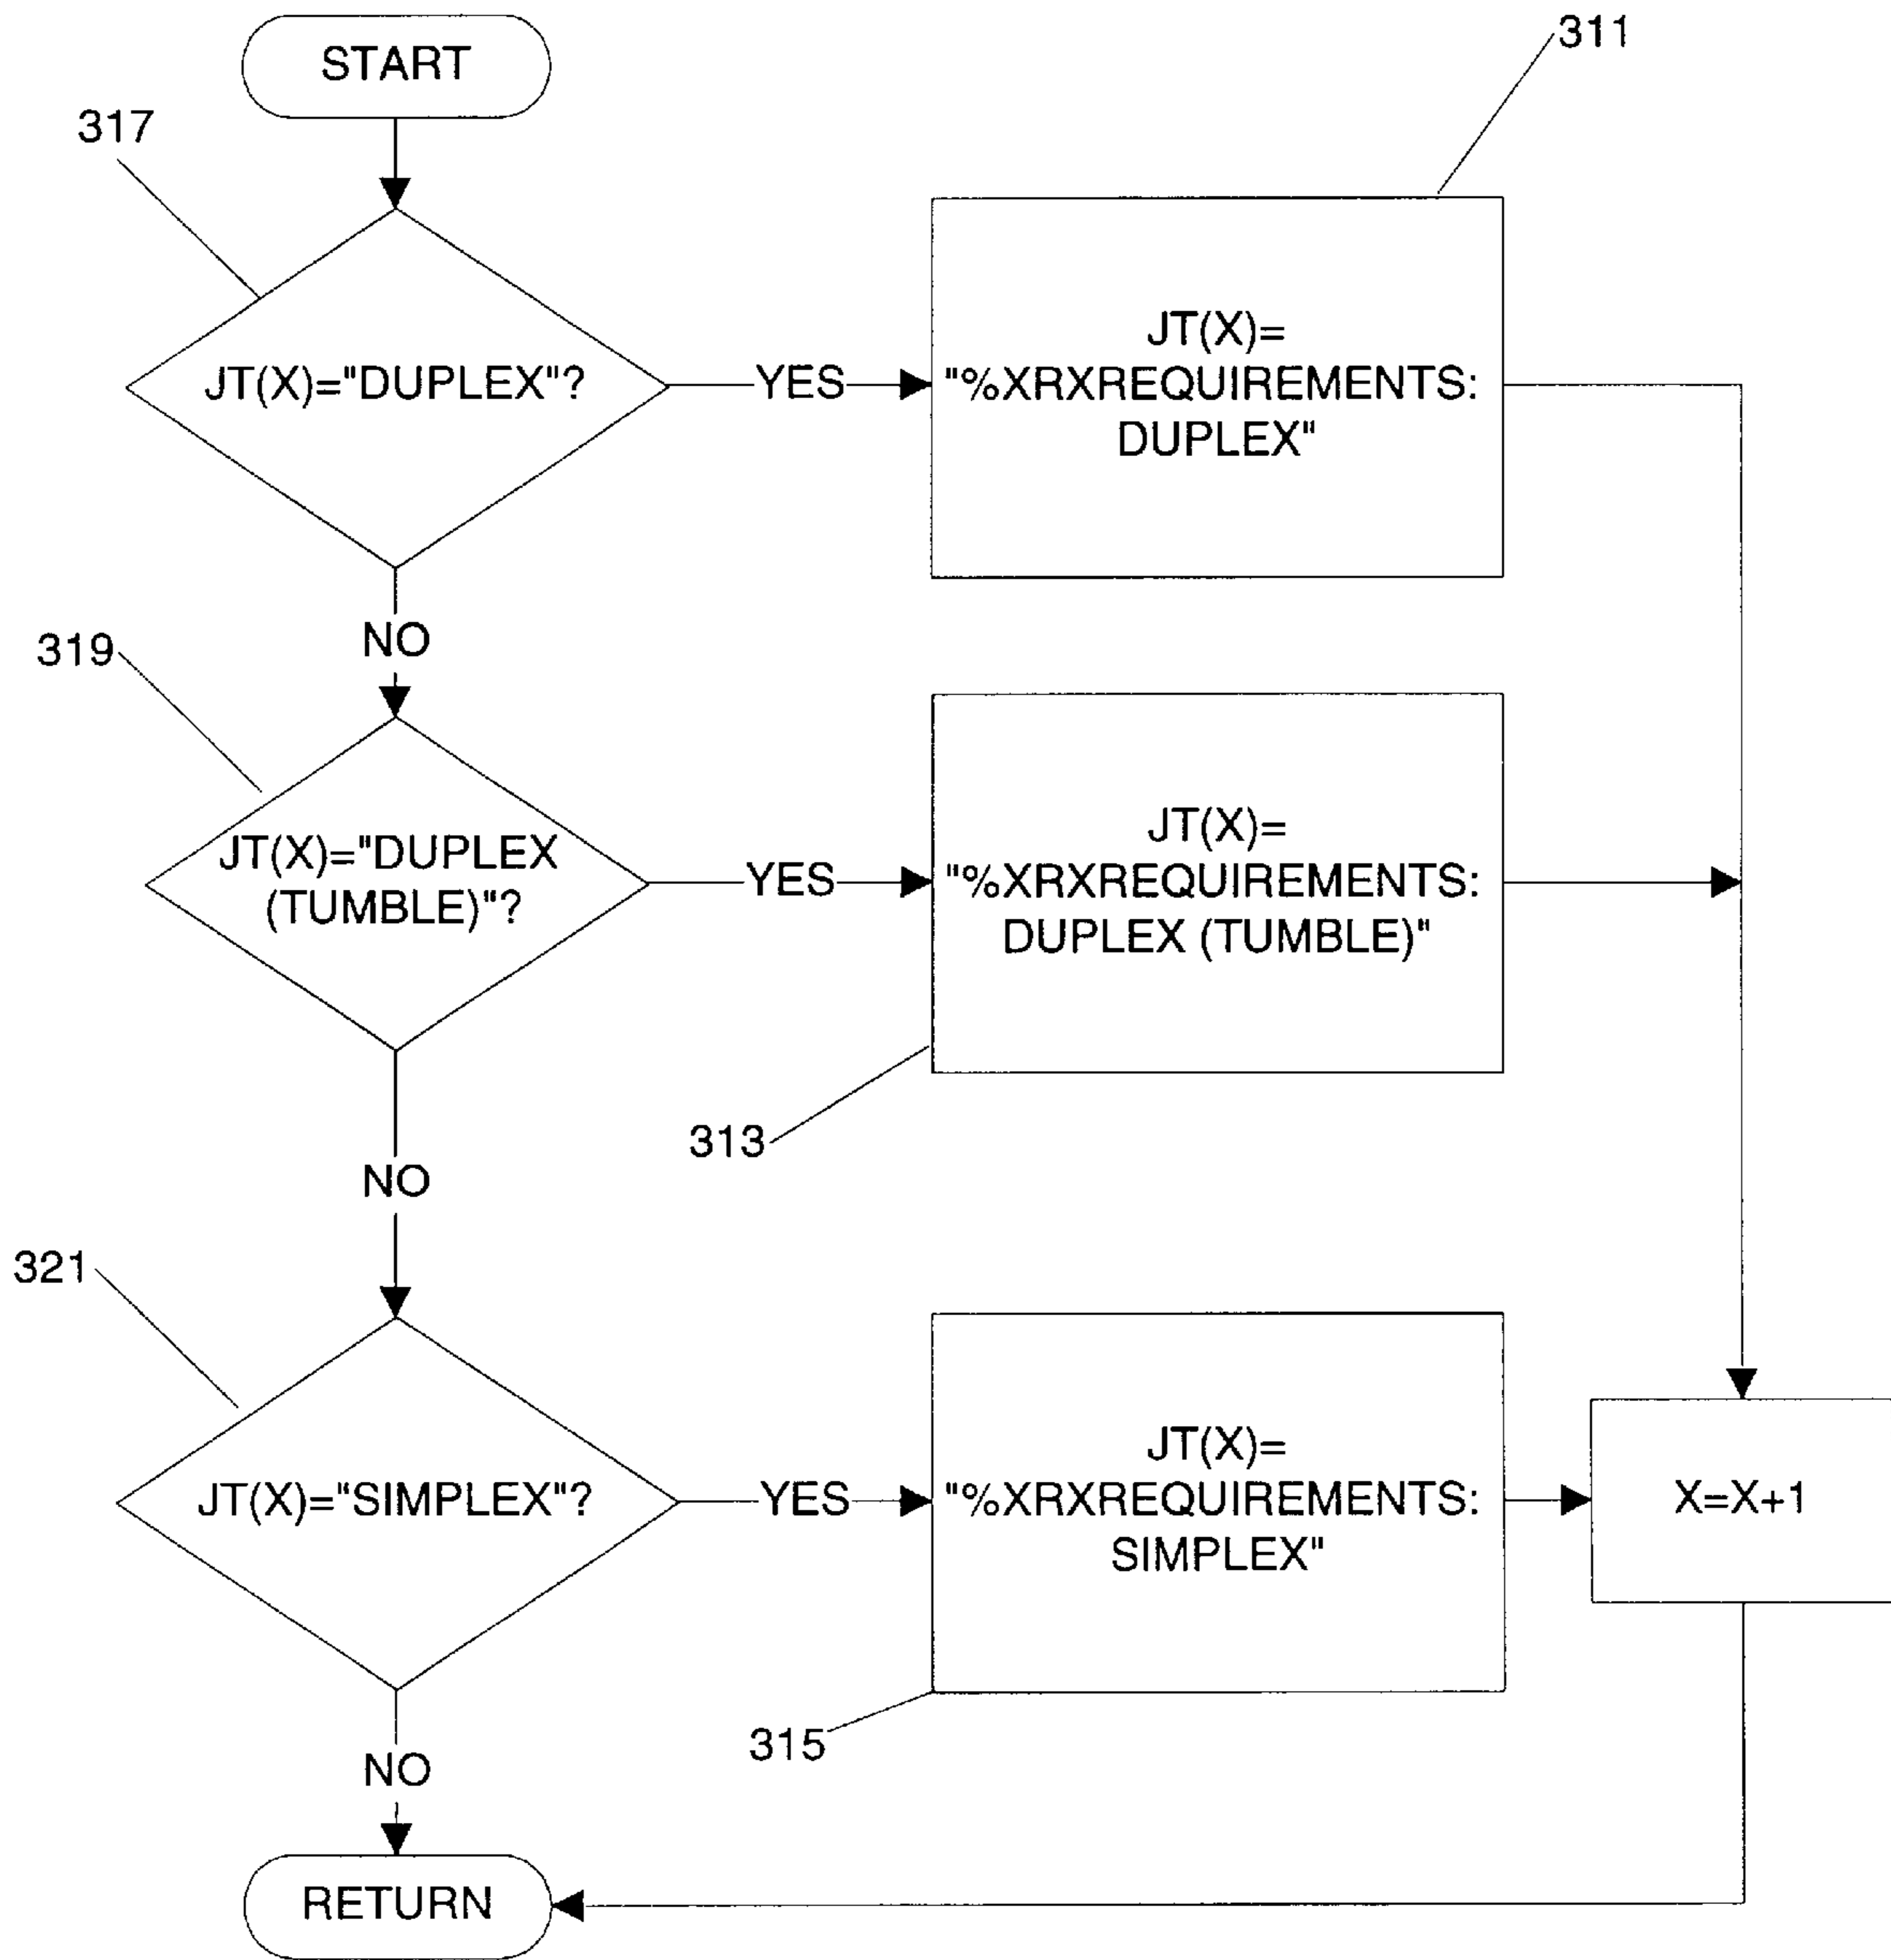 START
311
317
JT(X)="DUPLEX"?
YES
JT(X)=
"%XRXREQUIREMENTS:
DUPLEX"
NO
319
JT(X)="DUPLEX
(TUMBLE)"?
YES
JT(X)=
"%XRXREQUIREMENTS:
DUPLEX (TUMBLE)"
313
NO
321
JT(X)="SIMPLEX"?
YES
JT(X)=
"%XRXREQUIREMENTS:
SIMPLEX"
X=X+1
315
NO
RETURN